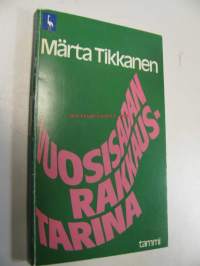 Märta Tikkanen
VUOSISADAN
RAKKAUS-
TARINA
tammi